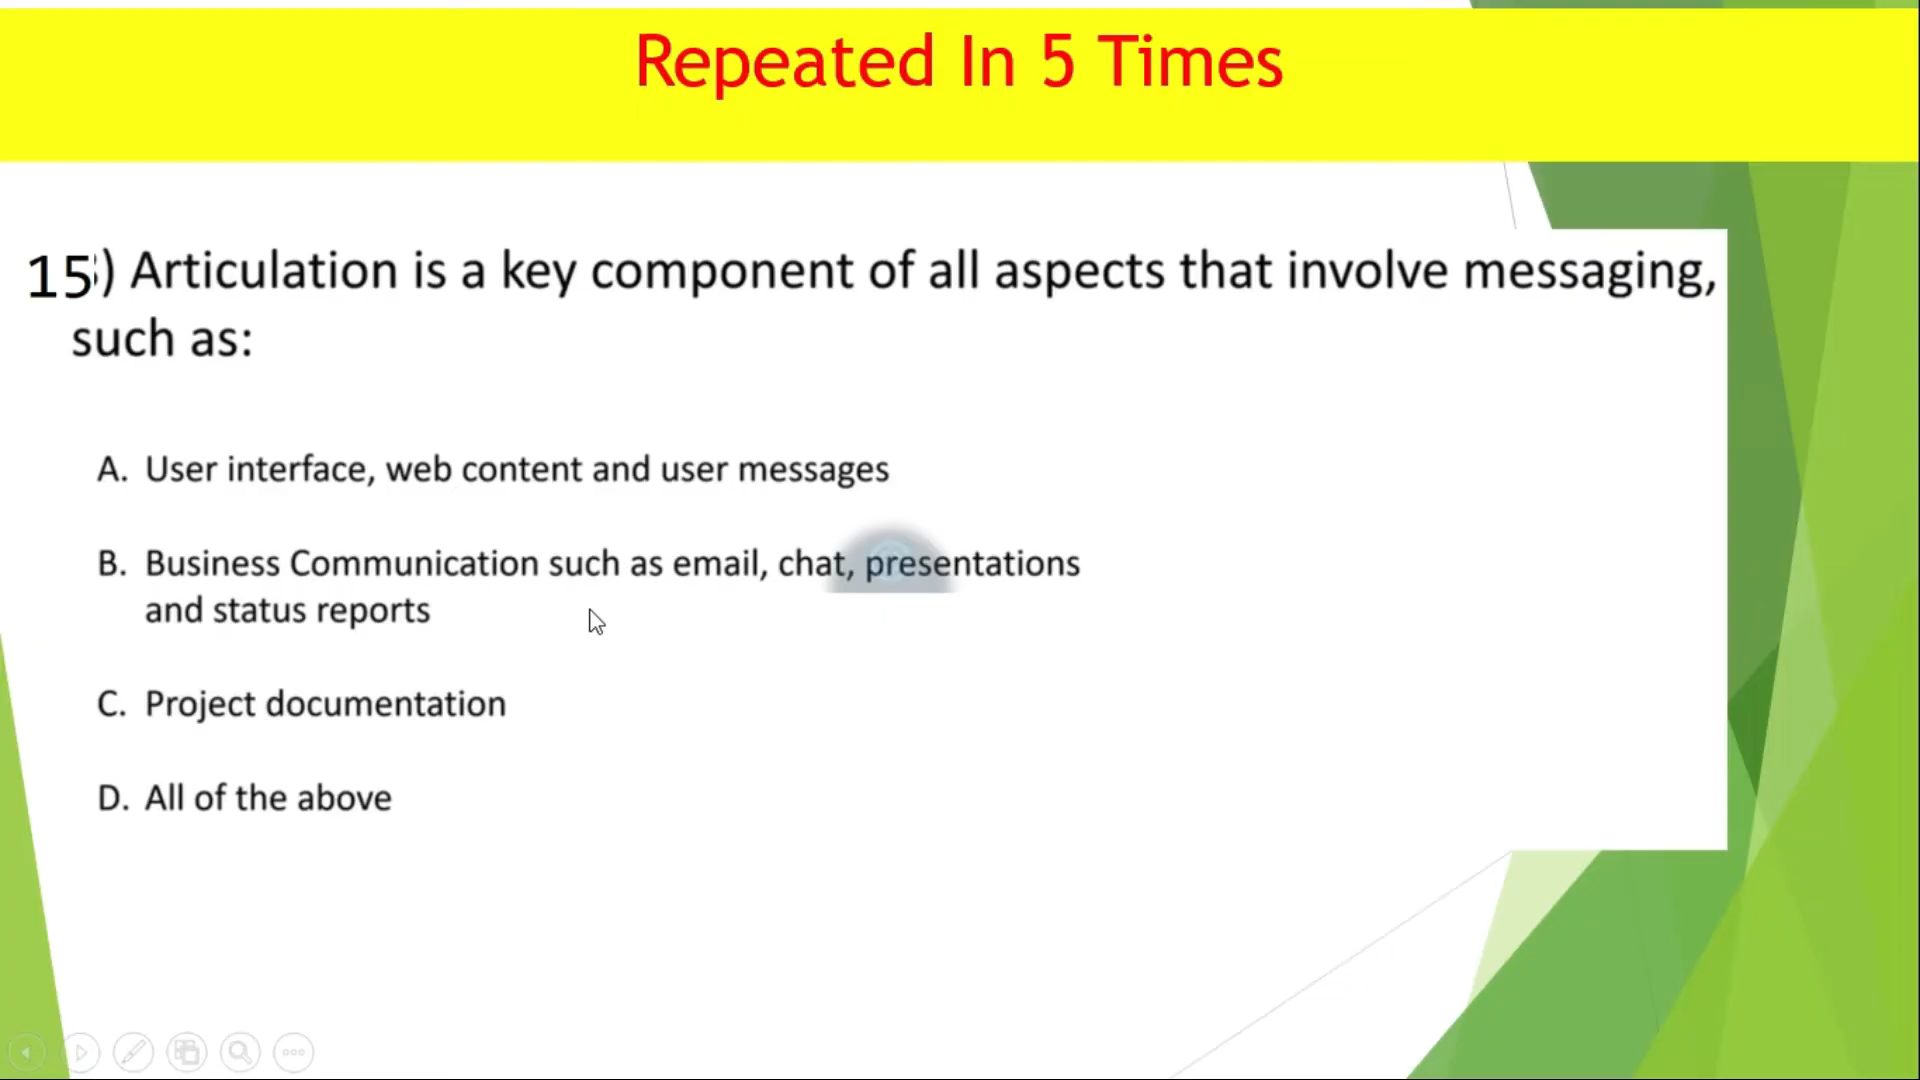 Repeated In 5 Times
15) Articulation is a key component of all aspects that involve messaging,
such as:
A. User interface, web content and user messages
B. Business Communication such as email, chat, presentations
and status reports
C. Project documentation
D. All of the above